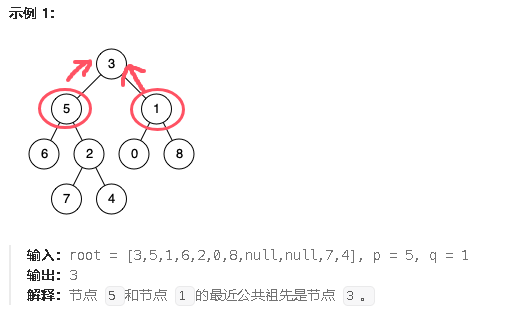 示例 1：
3
5 1
6 2 0 8
7 4
输入：root = [3,5,1,6,2,0,8,null,null,7,4], p = 5, q = 1
输出：3
解释：节点 5 和节点 1 的最近公共祖先是节点 3 。